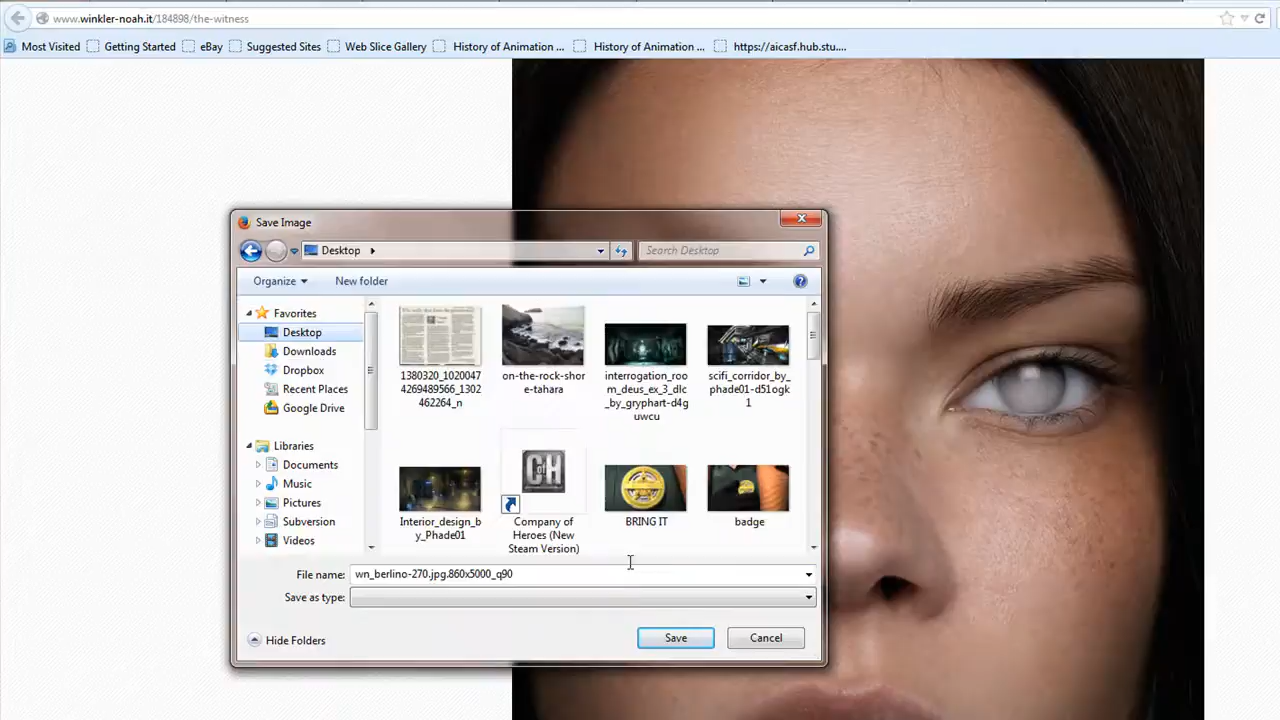 www.winkler-noah.it/184898/the-witness
Most Visited Getting Started eBay Suggested Sites Web Slice Gallery History of Animation ... History of Animation ... https://aicasf.hub.stu....
Save Image
Desktop
Search Desktop
Organize New folder
Favorites
Desktop
Downloads
Dropbox
Recent Places
Google Drive
Libraries
Documents
Music
Pictures
Subversion
Videos
1380320_1020047
4269489566_1302
462264_n
on-the-rock-shor
e-tahara
interrogation_roo
m_deus_ex_3_dlc
_by_gryphart-d4g
uwcu
scifi_corridor_by_
phade01-d51ogk
1
Interior_design_b
y_Phade01
Company of
Heroes (New
Steam Version)
BRING IT
badge
File name: wn_berlino-270.jpg.860x5000_q90
Save as type:
Hide Folders Save Cancel